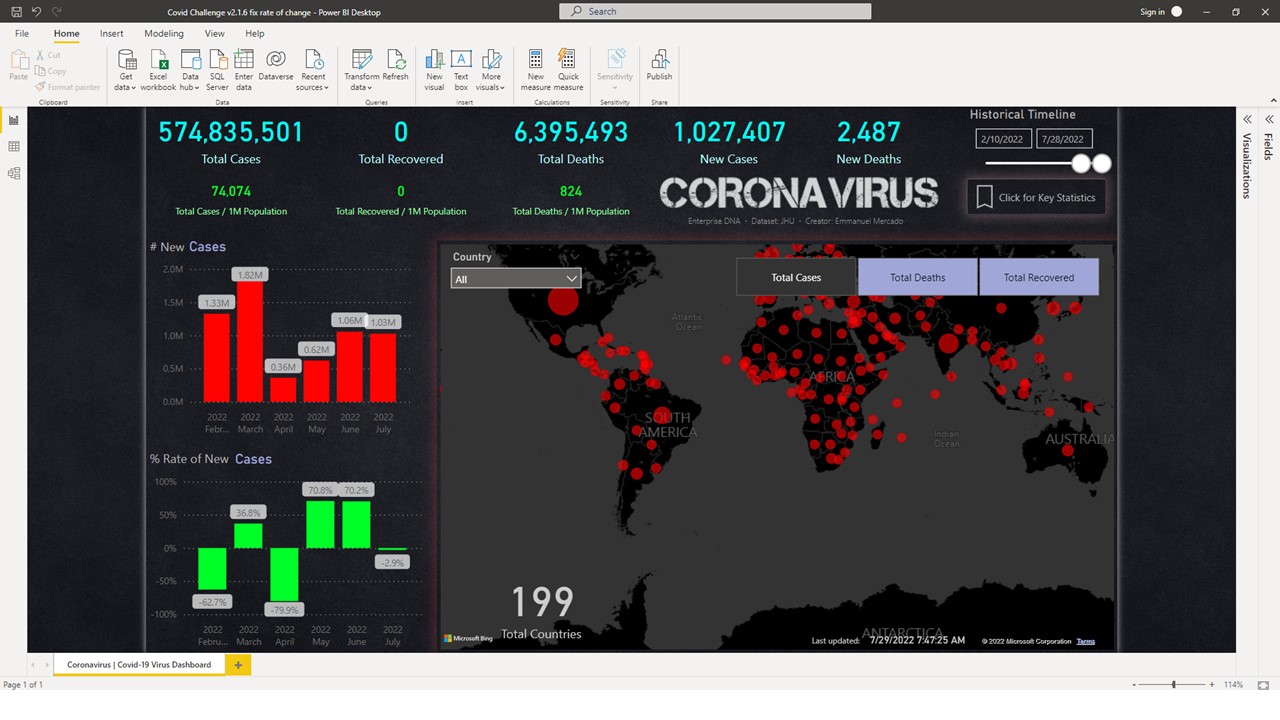 Covid Challenge v2.1.6 fix rate of change - Power BI Desktop
Search
Sign in
File Home Insert Modeling View Help
Paste
Cut
Copy
Format painter
Clipboard
Get data
Excel workbook
Data hub
SQL Server
Enter data
Dataverse
Recent sources
Data
Transform data
Refresh
Queries
New visual
Text box
More visuals
Insert
New measure
Quick measure
Calculations
Sensitivity
Sensitivity
Publish
Share
574,835,501
Total Cases
0
Total Recovered
6,395,493
Total Deaths
1,027,407
New Cases
2,487
New Deaths
Historical Timeline
2/10/2022 7/28/2022
Visualizations
Fields
74,074
Total Cases / 1M Population
0
Total Recovered / 1M Population
824
Total Deaths / 1M Population
CORONAVIRUS
Enterprise DNA - Dataset: JHU - Creator: Emmanuel Mercado
Click for Key Statistics
# New Cases
2.0M
1.5M
1.0M
0.5M
0.0M
1.33M
1.82M
0.36M
0.62M
1.06M
1.03M
2022 Febr...
2022 March
2022 April
2022 May
2022 June
2022 July
% Rate of New Cases
100%
50%
0%
-50%
-100%
-62.7%
36.8%
-79.9%
70.8%
70.2%
-2.9%
2022 Febru...
2022 March
2022 April
2022 May
2022 June
2022 July
Country
All
Total Cases
Total Deaths
Total Recovered
Atlantic
Ocean
AFRICA
SOUTH
AMERICA
Indian
Ocean
AUSTRALIA
199
Total Countries
ANTARCTICA
Microsoft Bing
Last updated: 7/29/2022 7:47:25 AM
© 2022 Microsoft Corporation Terms
Coronavirus | Covid-19 Virus Dashboard
Page 1 of 1
114%